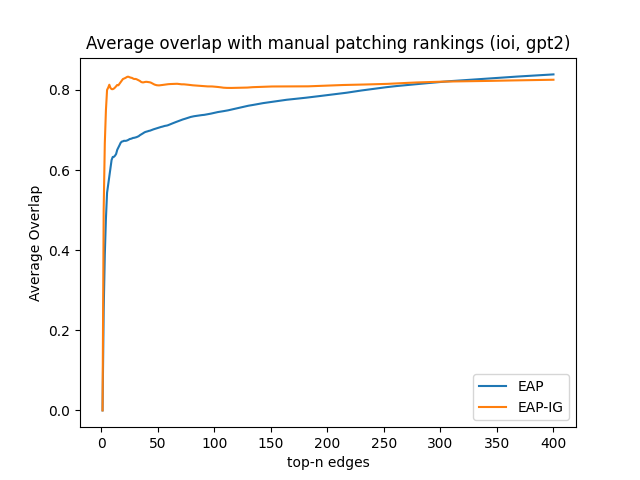 Average overlap with manual patching rankings (ioi, gpt2)
Average Overlap
0.8
0.6
0.4
0.2
0.0
EAP
EAP-IG
0 50 100 150 200 250 300 350 400
top-n edges